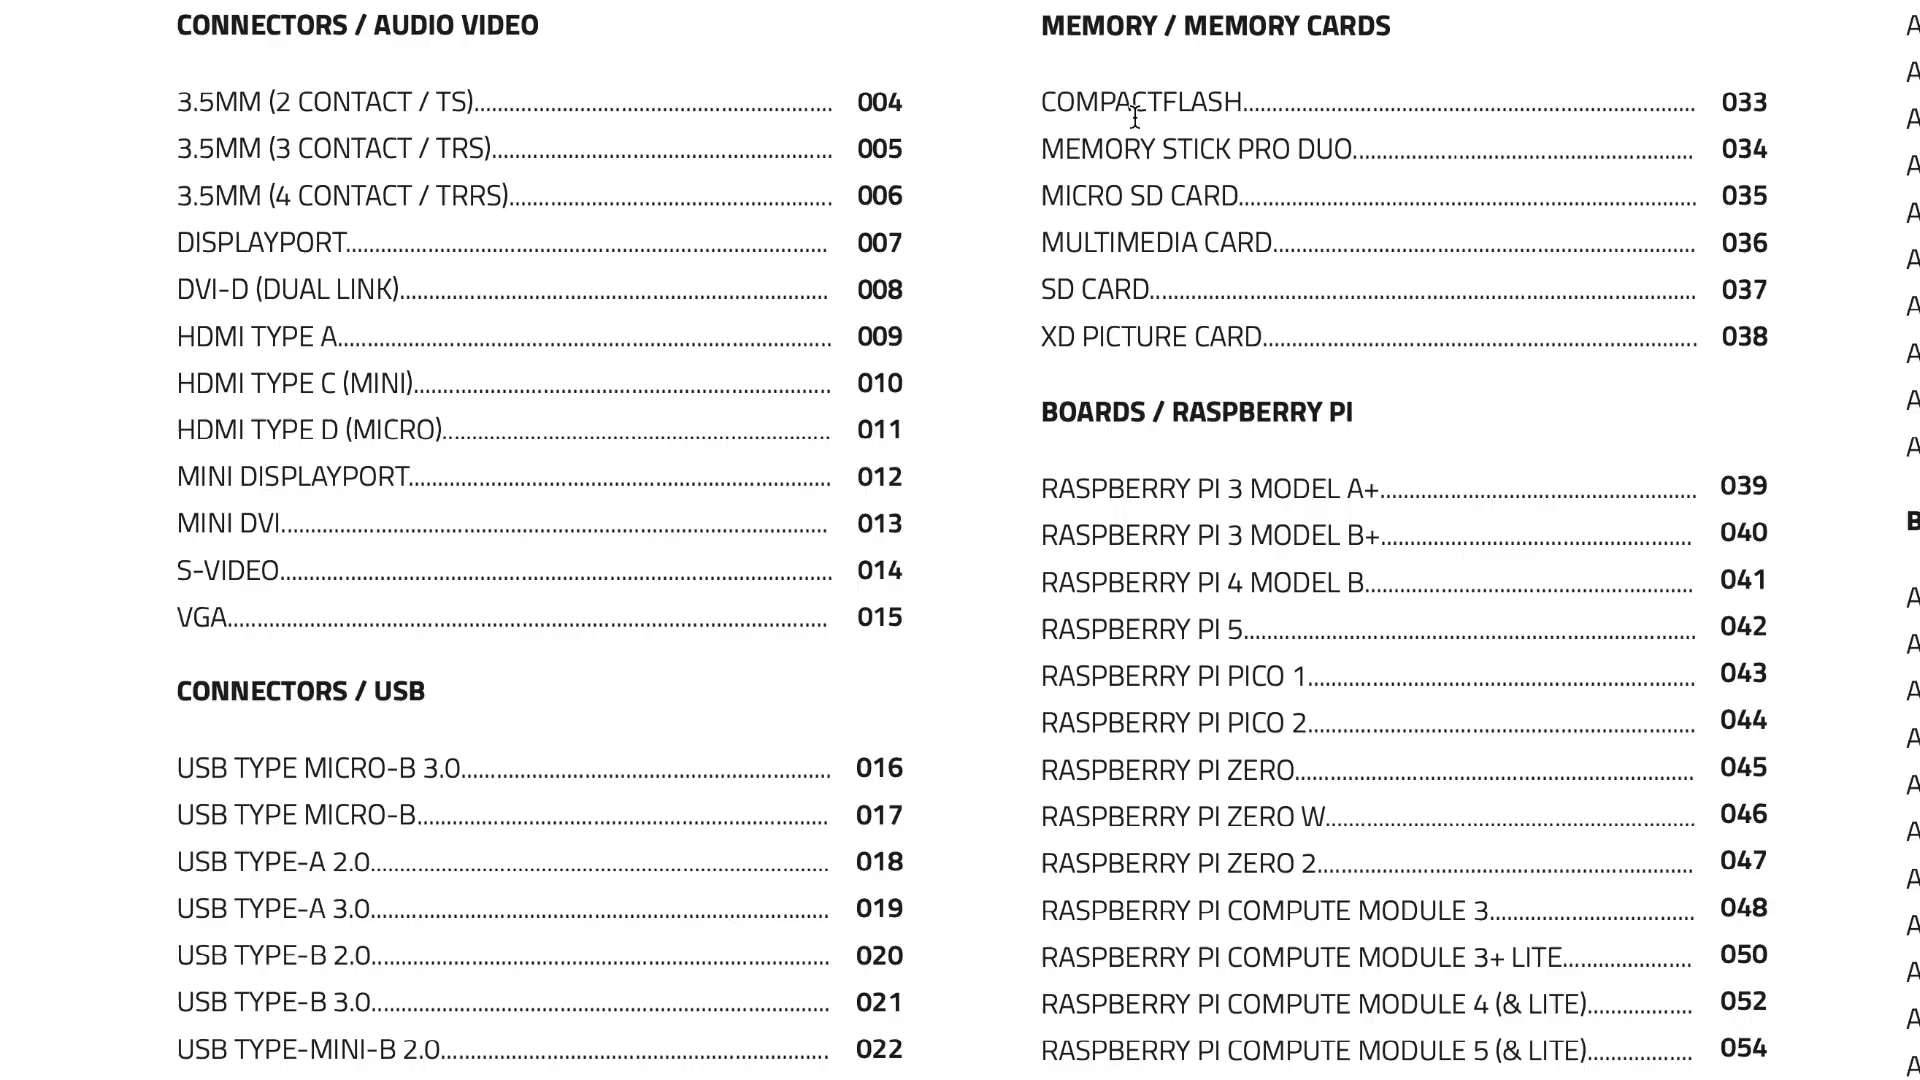 CONNECTORS / AUDIO VIDEO
3.5MM (2 CONTACT / TS) 004
3.5MM (3 CONTACT / TRS) 005
3.5MM (4 CONTACT / TRRS) 006
DISPLAYPORT 007
DVI-D (DUAL LINK) 008
HDMI TYPE A 009
HDMI TYPE C (MINI) 010
HDMI TYPE D (MICRO) 011
MINI DISPLAYPORT 012
MINI DVI 013
S-VIDEO 014
VGA 015
CONNECTORS / USB
USB TYPE MICRO-B 3.0 016
USB TYPE MICRO-B 017
USB TYPE-A 2.0 018
USB TYPE-A 3.0 019
USB TYPE-B 2.0 020
USB TYPE-B 3.0 021
USB TYPE-MINI-B 2.0 022
MEMORY / MEMORY CARDS
COMPACTFLASH 033
MEMORY STICK PRO DUO 034
MICRO SD CARD 035
MULTIMEDIA CARD 036
SD CARD 037
XD PICTURE CARD 038
BOARDS / RASPBERRY PI
RASPBERRY PI 3 MODEL A+ 039
RASPBERRY PI 3 MODEL B+ 040
RASPBERRY PI 4 MODEL B 041
RASPBERRY PI 5 042
RASPBERRY PI PICO 1 043
RASPBERRY PI PICO 2 044
RASPBERRY PI ZERO 045
RASPBERRY PI ZERO W 046
RASPBERRY PI ZERO 2 047
RASPBERRY PI COMPUTE MODULE 3 048
RASPBERRY PI COMPUTE MODULE 3+ LITE 050
RASPBERRY PI COMPUTE MODULE 4 (& LITE) 052
RASPBERRY PI COMPUTE MODULE 5 (& LITE) 054